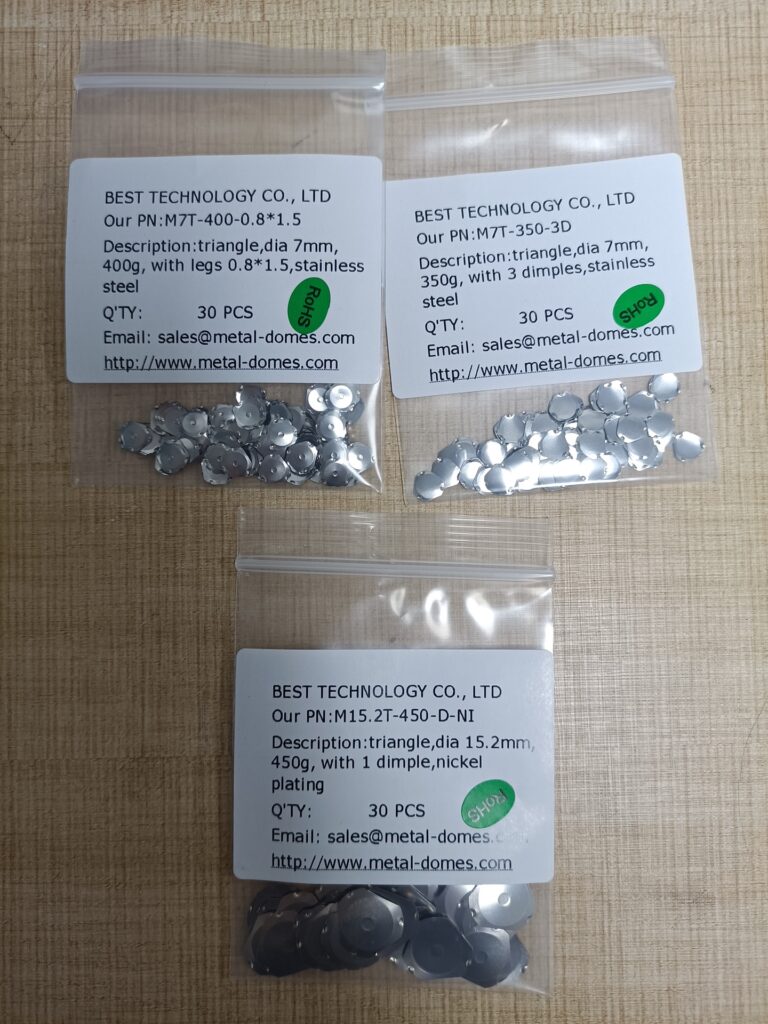 BEST TECHNOLOGY CO., LTD
Our PN:M7T-400-0.8*1.5
Description:triangle,dia 7mm,
400g, with legs 0.8*1.5,stainless
steel
Q'TY: 30 PCS
RoHS
Email: sales@metal-domes.com
http://www.metal-domes.com
BEST TECHNOLOGY CO., LTD
Our PN:M7T-350-3D
Description:triangle,dia 7mm,
350g, with 3 dimples,stainless
steel
Q'TY: 30 PCS
RoHS
Email: sales@metal-domes.com
http://www.metal-domes.com
BEST TECHNOLOGY CO., LTD
Our PN:M15.2T-450-D-NI
Description:triangle,dia 15.2mm,
450g, with 1 dimple,nickel
plating
Q'TY: 30 PCS
RoHS
Email: sales@metal-domes.com
http://www.metal-domes.com